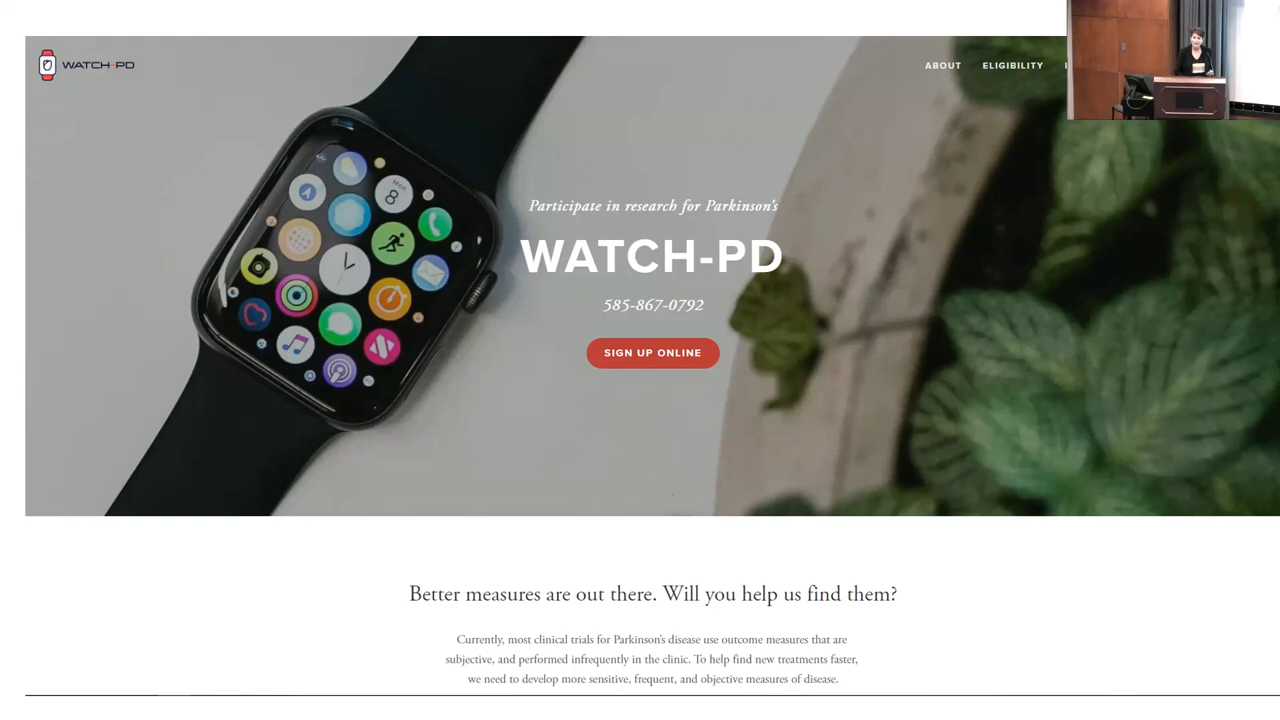 WATCH-PD
ABOUT
ELIGIBILITY
Mon
8
Participate in research for Parkinson's
WATCH-PD
585-867-0792
SIGN UP ONLINE
Better measures are out there. Will you help us find them?
Currently, most clinical trials for Parkinson's disease use outcome measures that are
subjective, and performed infrequently in the clinic. To help find new treatments faster,
we need to develop more sensitive, frequent, and objective measures of disease.